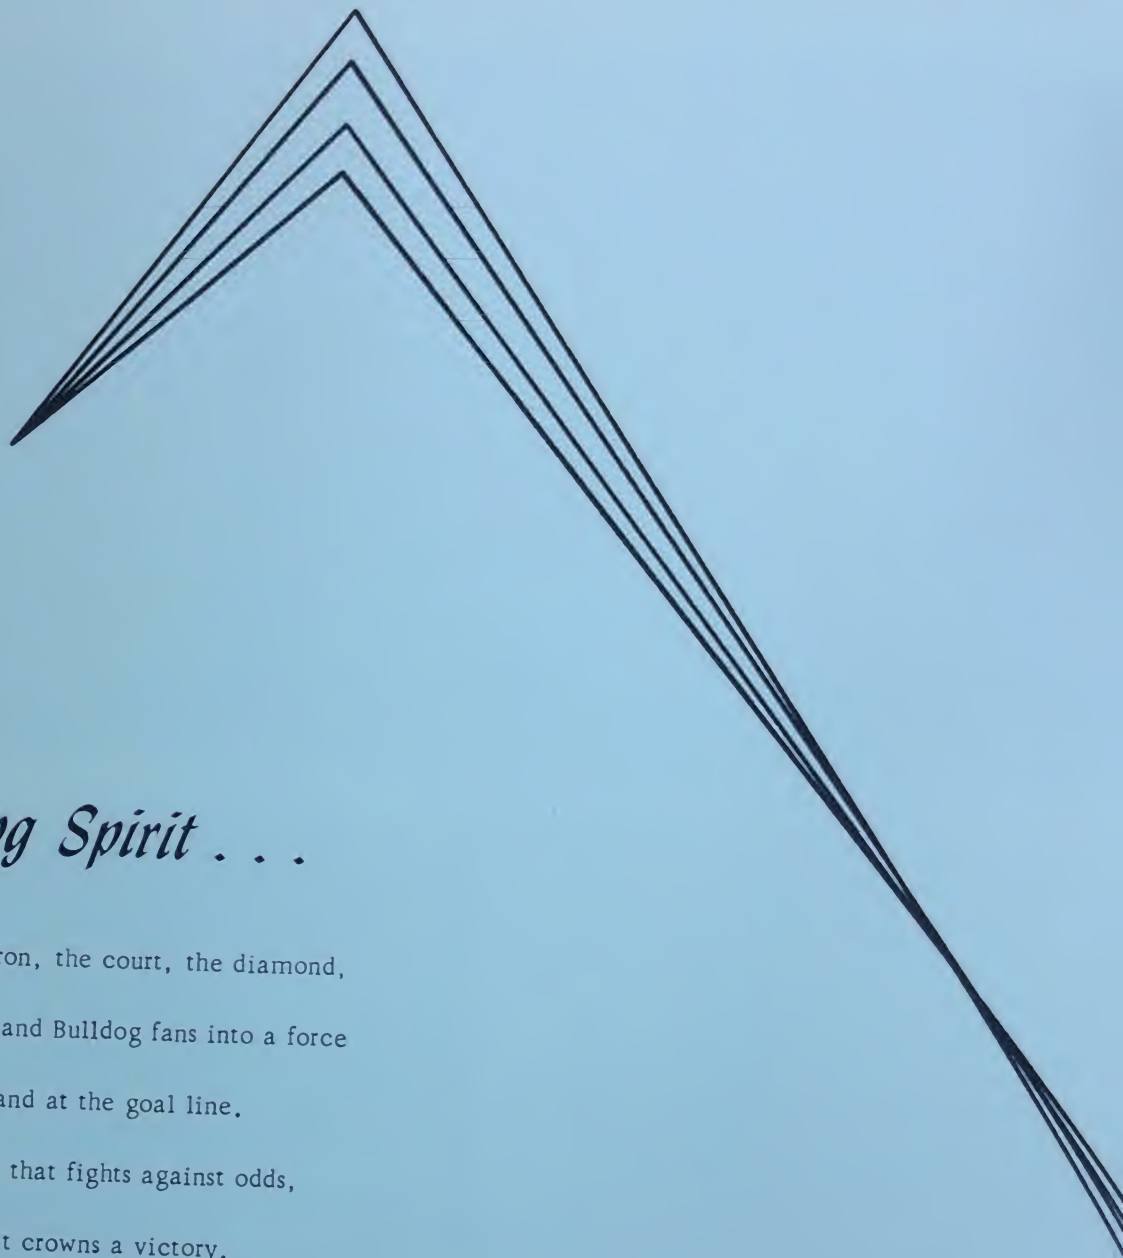 Spirit . . .
the court, the diamond,
and Bulldog fans into a force
and at the goal line.
that fights against odds,
crowns a victory.